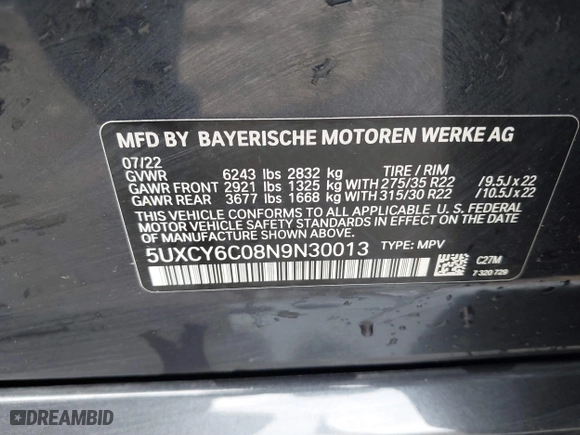 MFD BY BAYERISCHE MOTOREN WERKE AG
07/22
GVWR 6243 lbs 2832 kg TIRE / RIM
GAWR FRONT 2921 lbs 1325 kg WITH 275/35 R22 / 9.5J x 22
GAWR REAR 3677 lbs 1668 kg WITH 315/30 R22 / 10.5J x 22
THIS VEHICLE CONFORMS TO ALL APPLICABLE U. S. FEDERAL
MOTOR VEHICLE SAFETY STANDARDS IN EFFECT ON THE
DATE OF MANUFACTURE SHOWN ABOVE.
5UXCY6C08N9N30013 TYPE: MPV
C27M
7 320 729
DREAMBID